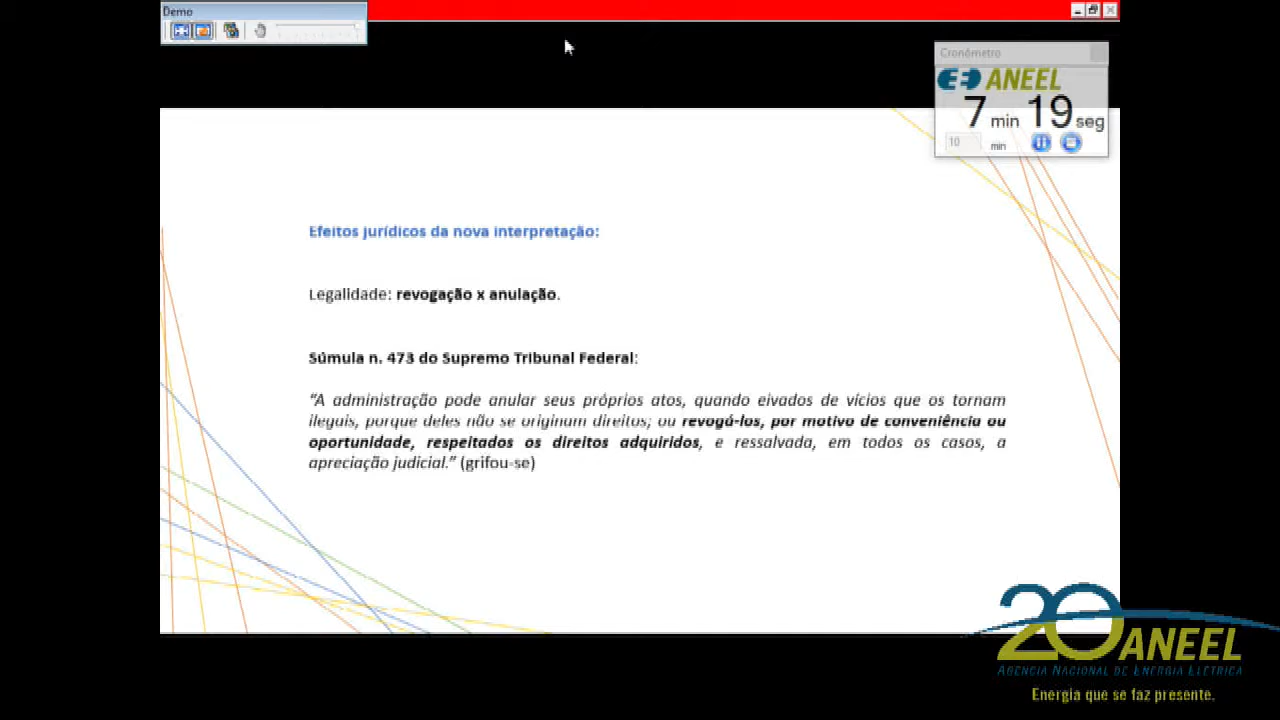 Demo
Cronômetro
ANEEL
7 min 19 seg
10 min
Efeitos jurídicos da nova interpretação:
Legalidade: revogação x anulação.
Súmula n. 473 do Supremo Tribunal Federal:
“A administração pode anular seus próprios atos, quando eivados de vícios que os tornam
ilegais, porque deles não se originam direitos; ou revogá-los, por motivo de conveniência ou
oportunidade, respeitados os direitos adquiridos, e ressalvada, em todos os casos, a
apreciação judicial.” (grifou-se)
20 ANEEL
AGÊNCIA NACIONAL DE ENERGIA ELÉTRICA
Energia que se faz presente.